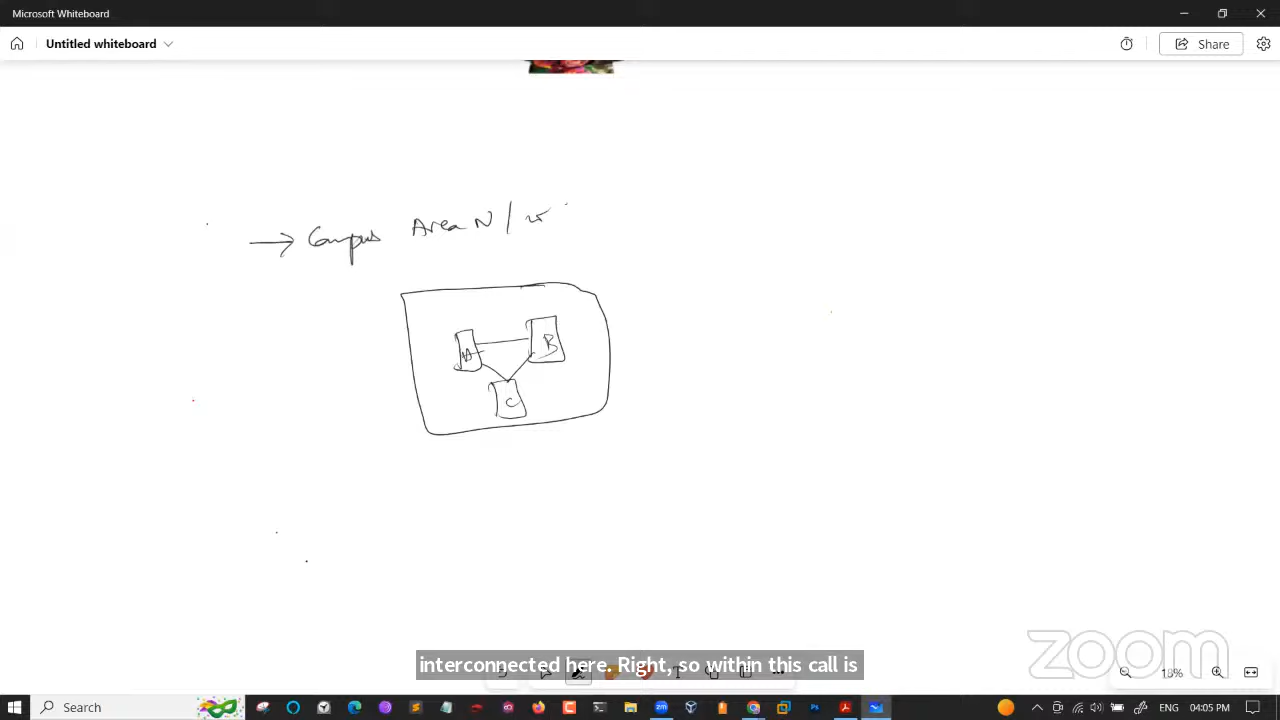 Microsoft Whiteboard
Untitled whiteboard
Share
→ Campus Area N/w
A
B
C
interconnected here. Right, so within this call is
zoom
Search
ENG 04:05 PM